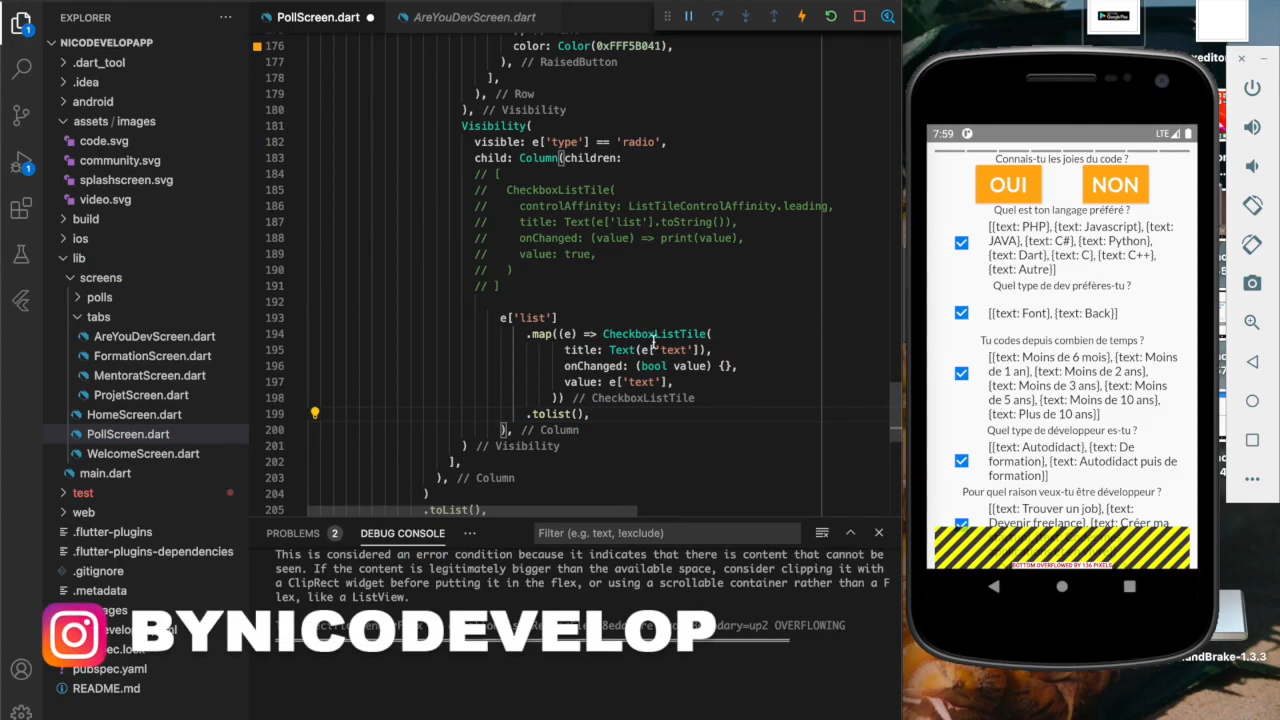 EXPLORER
NICODEVELOPAPP
.dart_tool
.idea
android
assets / images
code.svg
community.svg
splashscreen.svg
video.svg
build
ios
lib
screens
polls
tabs
AreYouDevScreen.dart
FormationScreen.dart
MentoratScreen.dart
ProjetScreen.dart
HomeScreen.dart
PollScreen.dart
WelcomeScreen.dart
main.dart
test
web
.flutter-plugins
.flutter-plugins-dependencies
.gitignore
.metadata
pubspec.yaml
README.md
1
1
PollScreen.dart
AreYouDevScreen.dart
176 color: Color(0xFFF5B041),
177 ), // RaisedButton
178 ],
179 ), // Row
180 ), // Visibility
181 Visibility(
182 visible: e['type'] == 'radio',
183 child: Column(children:
184 // [
185 // CheckboxListTile(
186 // controlAffinity: ListTileControlAffinity.leading,
187 // title: Text(e['list'].toString()),
188 // onChanged: (value) => print(value),
189 // value: true,
190 // )
191 // ]
192
193 e['list']
194 .map((e) => CheckboxListTile(
195 title: Text(e['text']),
196 onChanged: (bool value) {},
197 value: e['text'],
198 )) // CheckboxListTile
199 .tolist(),
200 ), // Column
201 ) // Visibility
202 ],
203 ), // Column
204 )
205 .toList(),
PROBLEMS 2 DEBUG CONSOLE Filter (e.g. text, !exclude)
This is considered an error condition because it indicates that there is content that cannot be
seen. If the content is legitimately bigger than the available space, consider clipping it with
a ClipRect widget before putting it in the flex, or using a scrollable container rather than a F
lex, like a ListView.
OVERFLOWING
BYNICODEVELOP
7:59 LTE
Connais-tu les joies du code ?
OUI NON
Quel est ton langage préféré ?
[[{text: PHP}, {text: Javascript}, {text:
JAVA}, {text: C#}, {text: Python},
{text: Dart}, {text: C}, {text: C++},
{text: Autre}]]
Quel type de dev préfères-tu ?
[[{text: Font}, {text: Back}]
Tu codes depuis combien de temps ?
[[{text: Moins de 6 mois}, {text: Moins
de 1 an}, {text: Moins de 2 ans},
{text: Moins de 3 ans}, {text: Moins
de 5 ans}, {text: Moins de 10 ans},
{text: Plus de 10 ans}]]
Quel type de développeur es-tu ?
[[{text: Autodidact}, {text: De
formation}, {text: Autodidact puis de
formation}]]
Pour quel raison veux-tu être développeur ?
[[{text: Trouver un job}, {text:
Devenir freelance}, {text: Créer ma
BOTTOM OVERFLOWED BY 136 PIXELS
Google Play
andBrake-1.3.3